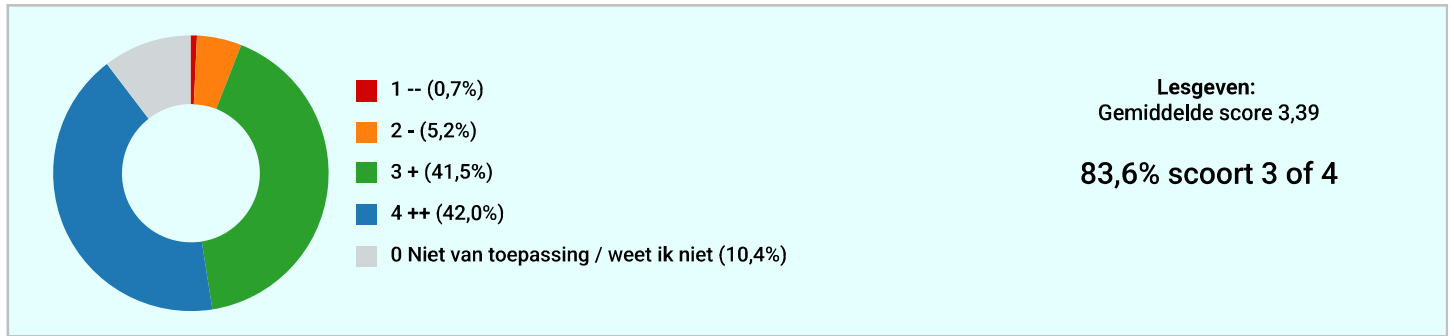 1 -- (0,7%)
2 - (5,2%)
3 + (41,5%)
4 ++ (42,0%)
0 Niet van toepassing / weet ik niet (10,4%)
Lesgeven:
Gemiddelde score 3,39
83,6% scoort 3 of 4